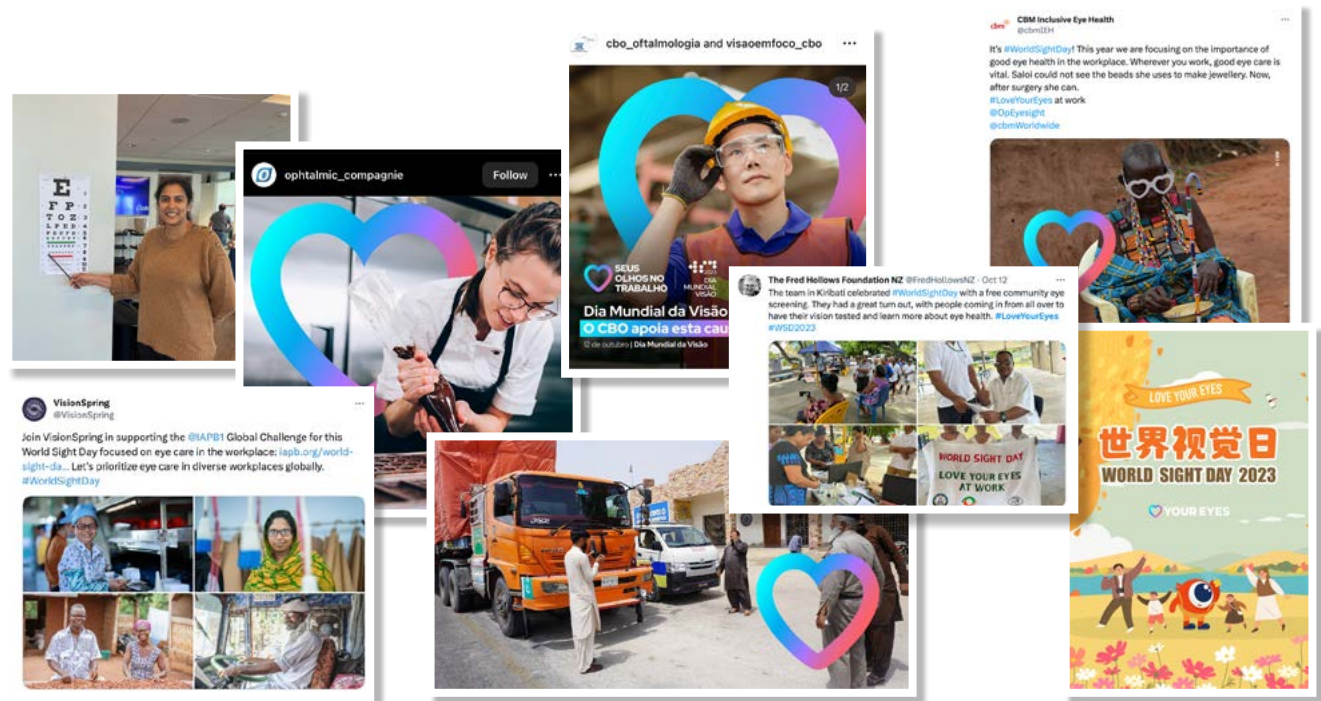 E
F P
T O Z
L P E D
ophtalmic_compagnie
Follow
cbo_oftalmologia and visaoemfoco_cbo
1/2
SEUS
OLHOS NO
TRABALHO
2023
DIA
MUNDIAL DA
VISÃO
Dia Mundial da Visão
O CBO apoia esta cau
12 de outubro | Dia Mundial da Visão
cbm
CBM Inclusive Eye Health
@cbmIEH
It's #WorldSightDay! This year we are focusing on the importance of
good eye health in the workplace. Wherever you work, good eye care is
vital. Saloi could not see the beads she uses to make jewellery. Now,
after surgery she can.
#LoveYourEyes at work
@OpEyesight
@cbmWorldwide
The Fred Hollows Foundation NZ @FredHollowsNZ · Oct 12
The team in Kiribati celebrated #WorldSightDay with a free community eye
screening. They had a great turn out, with people coming in from all over to
have their vision tested and learn more about eye health. #LoveYourEyes
#WSD2023
WORLD SIGHT DAY
LOVE YOUR EYES
AT WORK
VisionSpring
@VisionSpring
Join VisionSpring in supporting the @IAPB1 Global Challenge for this
World Sight Day focused on eye care in the workplace: iapb.org/world-
sight-da... Let's prioritize eye care in diverse workplaces globally.
#WorldSightDay
HINO
LOVE YOUR EYES
世界视觉日
WORLD SIGHT DAY 2023
YOUR EYES